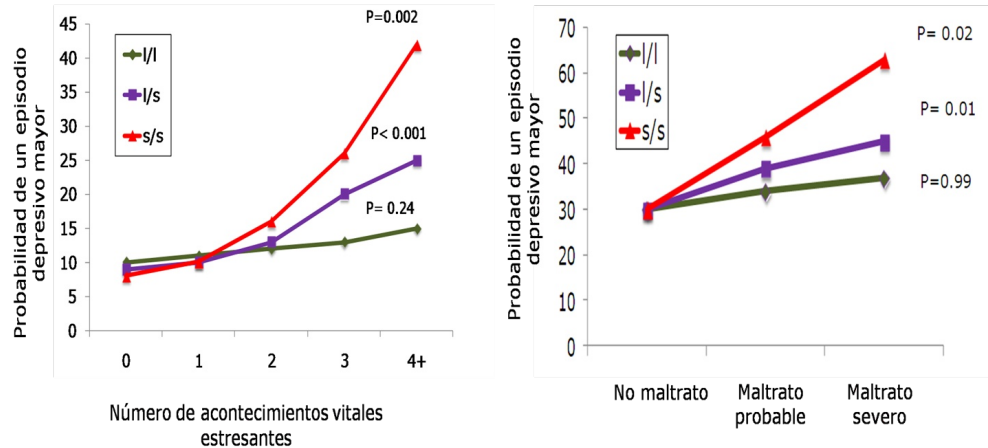 P=0.002
45
40
35
30
25
20
15
10
5
0
l/l
l/s
s/s
P< 0.001
P= 0.24
Probabilidad de un episodio
depresivo mayor
0 1 2 3 4+
Número de acontecimientos vitales
estresantes
P= 0.02
70
60
50
40
30
20
10
0
l/l
l/s
s/s
P= 0.01
P=0.99
Probabilidad de un episodio
depresivo mayor
No maltrato Maltrato Maltrato
probable severo